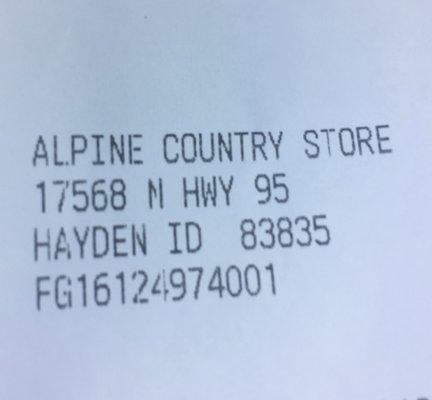 ALPINE COUNTRY STORE
17568 N HWY 95
HAYDEN ID 83835
FG16124974001